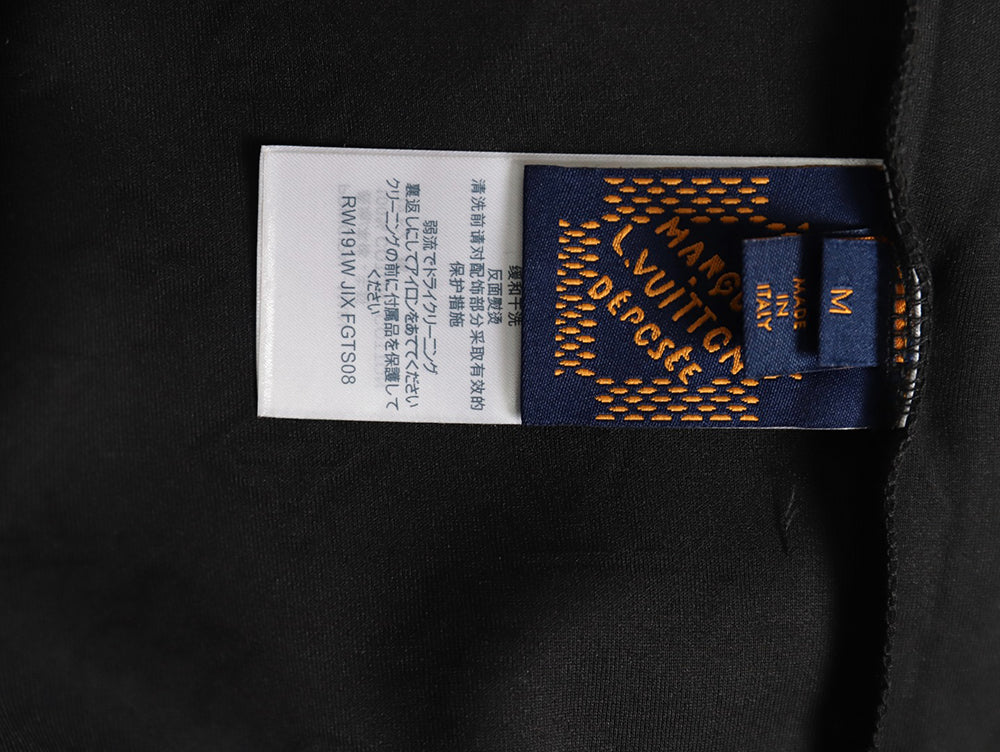 缓和干洗
反面熨烫
清洗前请对配饰部分采取有效的
保护措施
弱流でドライクリーニング
裏返しにしてアイロンをあててください
クリーニングの前に付属品を保護して
ください
RW191W JIX FGTS08
L.VUITTON
DEPOSéE
MADE
IN
ITALY
M